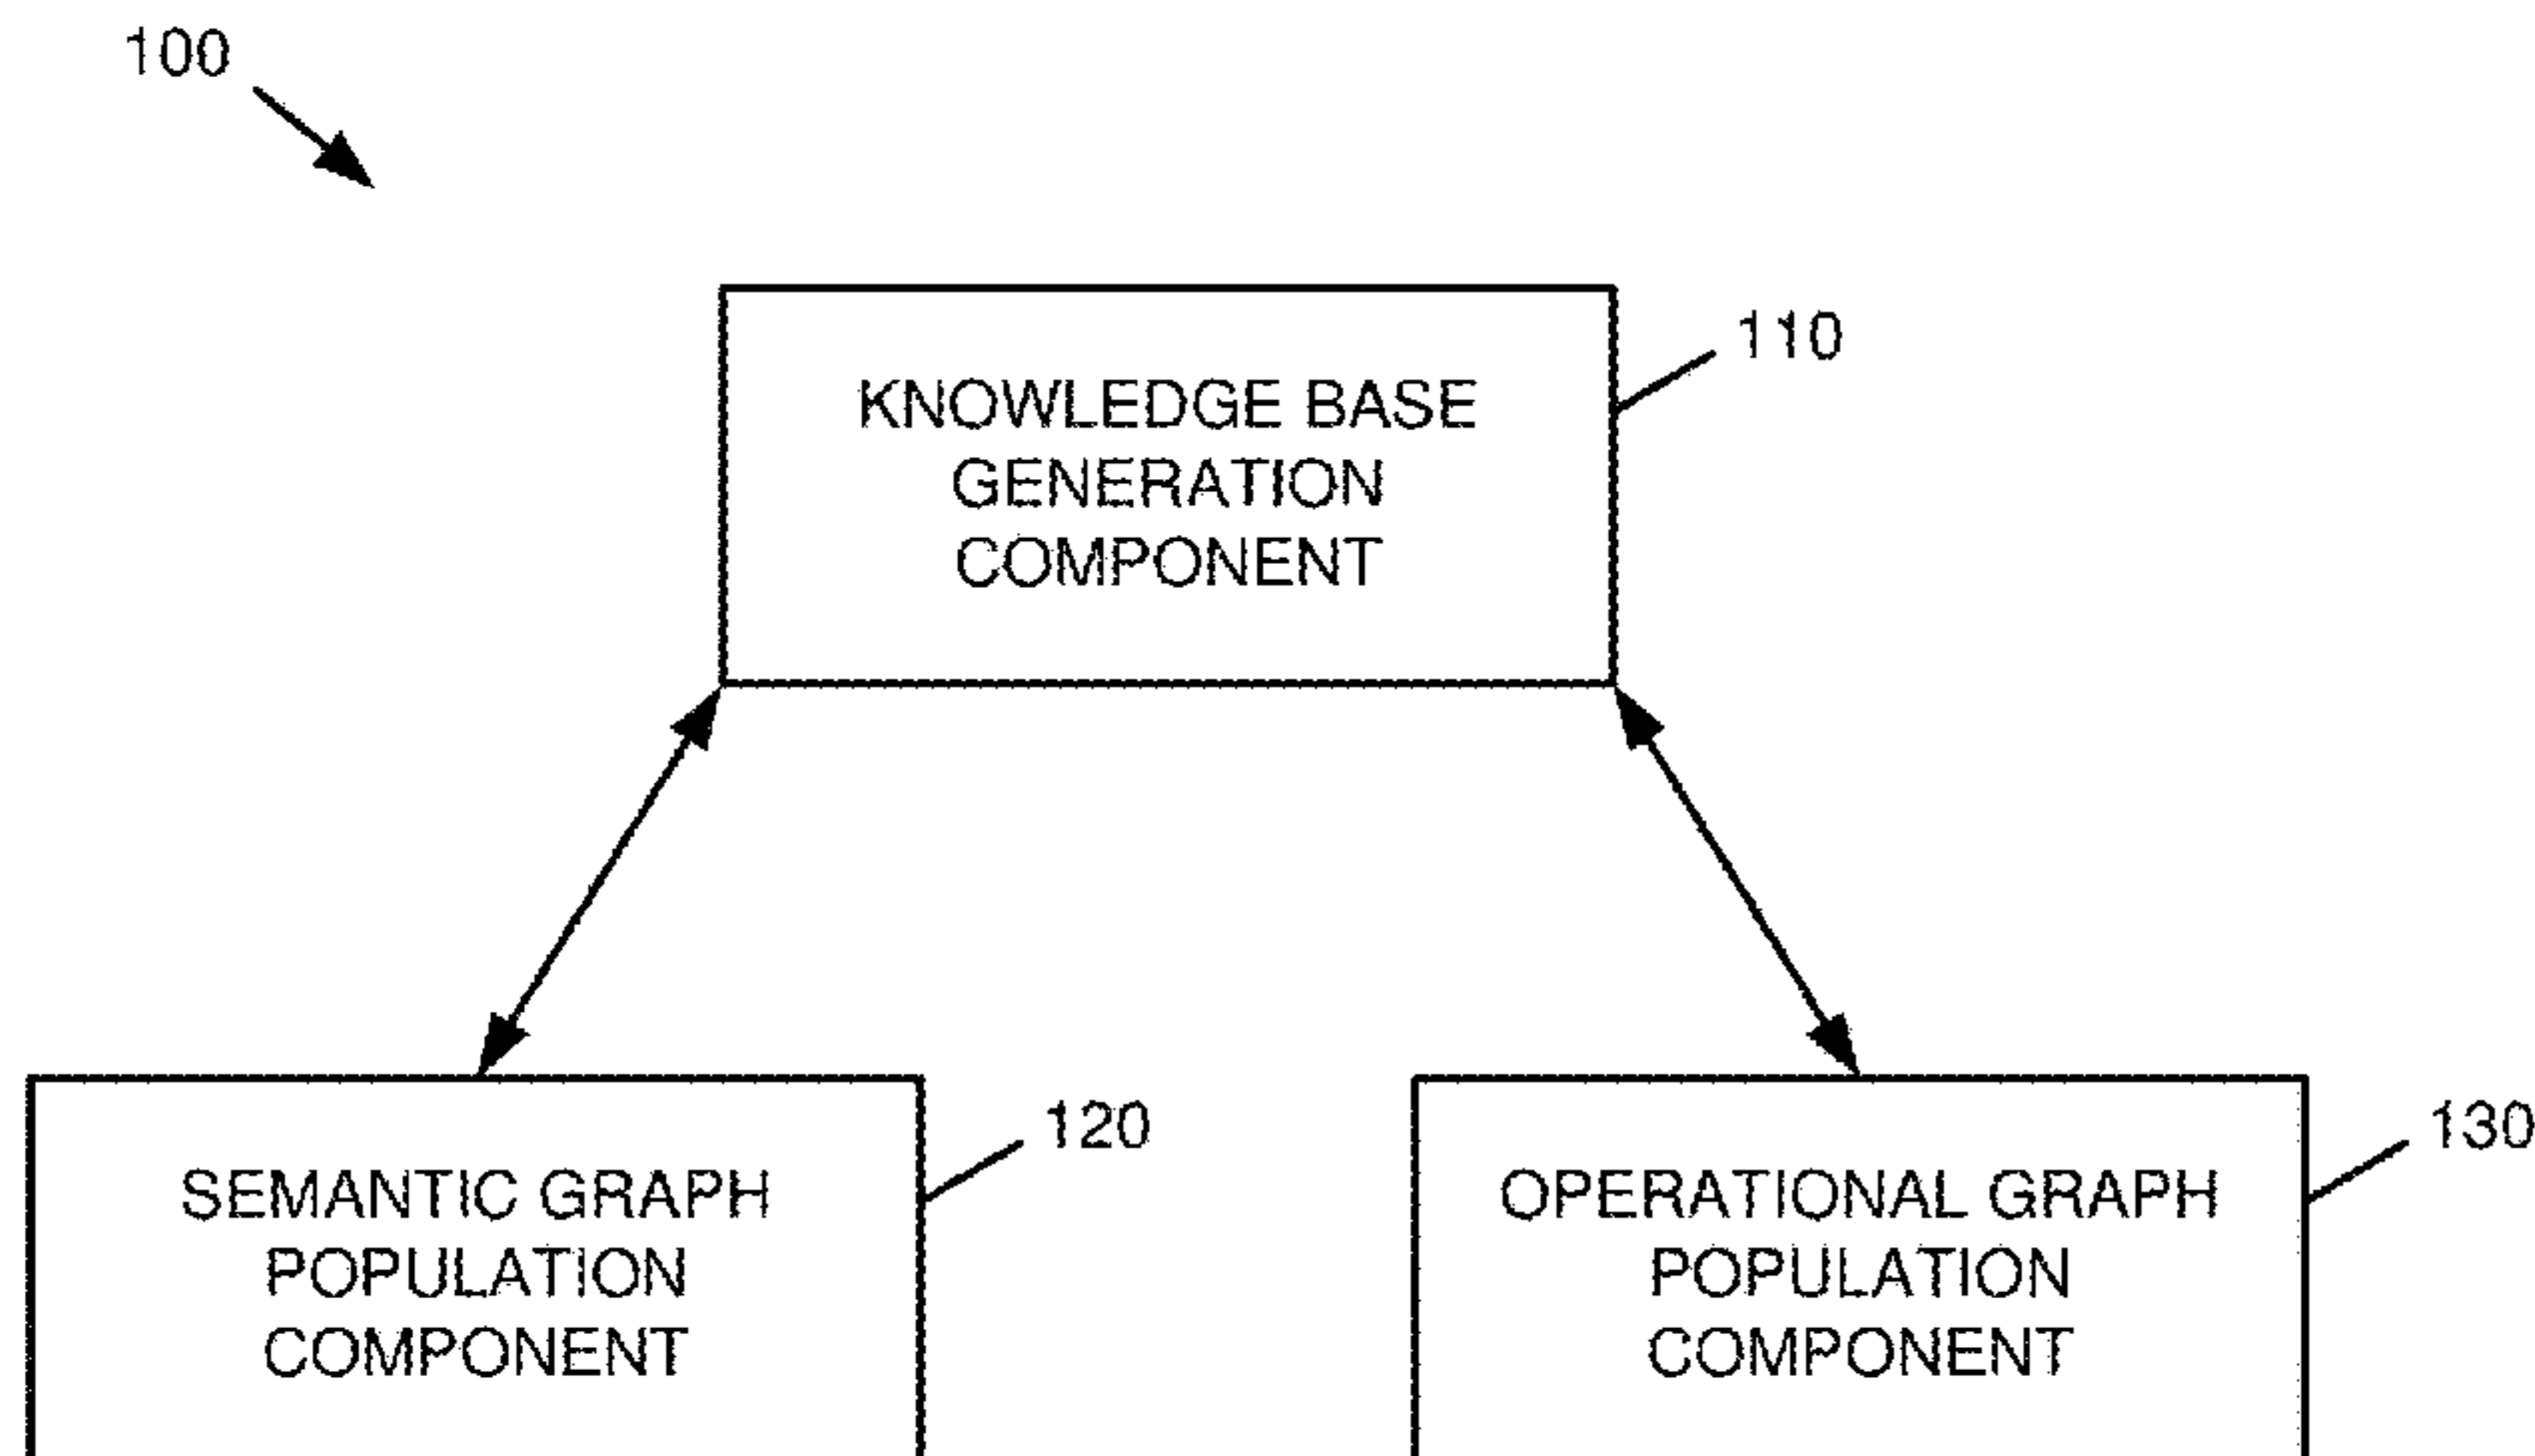 100
110
KNOWLEDGE BASE
GENERATION
COMPONENT
120
SEMANTIC GRAPH
POPULATION
COMPONENT
130
OPERATIONAL GRAPH
POPULATION
COMPONENT